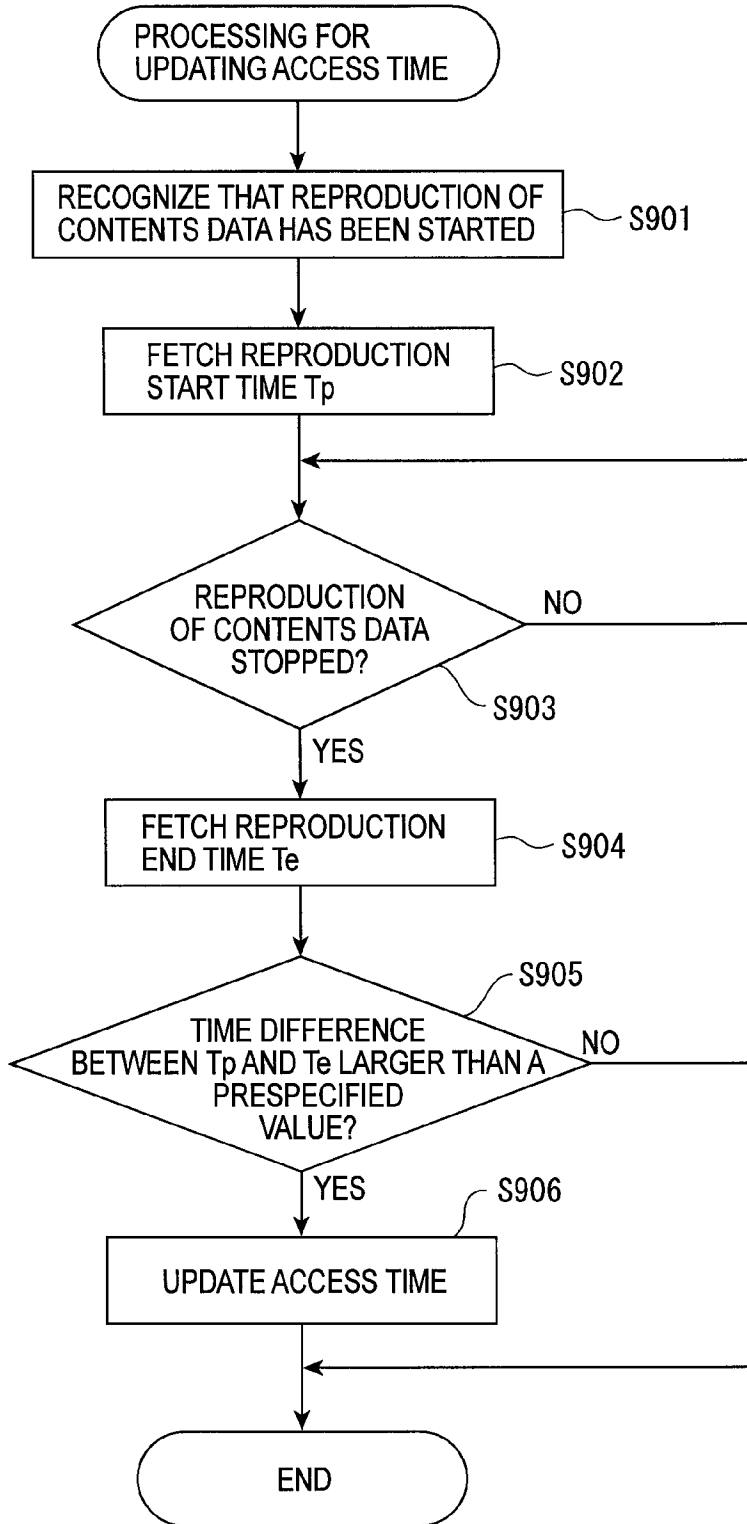 PROCESSING FOR
UPDATING ACCESS TIME
RECOGNIZE THAT REPRODUCTION OF
CONTENTS DATA HAS BEEN STARTED
S901
FETCH REPRODUCTION
START TIME Tp
S902
REPRODUCTION
OF CONTENTS DATA
STOPPED?
NO
S903
YES
FETCH REPRODUCTION
END TIME Te
S904
S905
TIME DIFFERENCE
BETWEEN Tp AND Te LARGER THAN A
PRESPECIFIED
VALUE?
NO
YES
S906
UPDATE ACCESS TIME
END